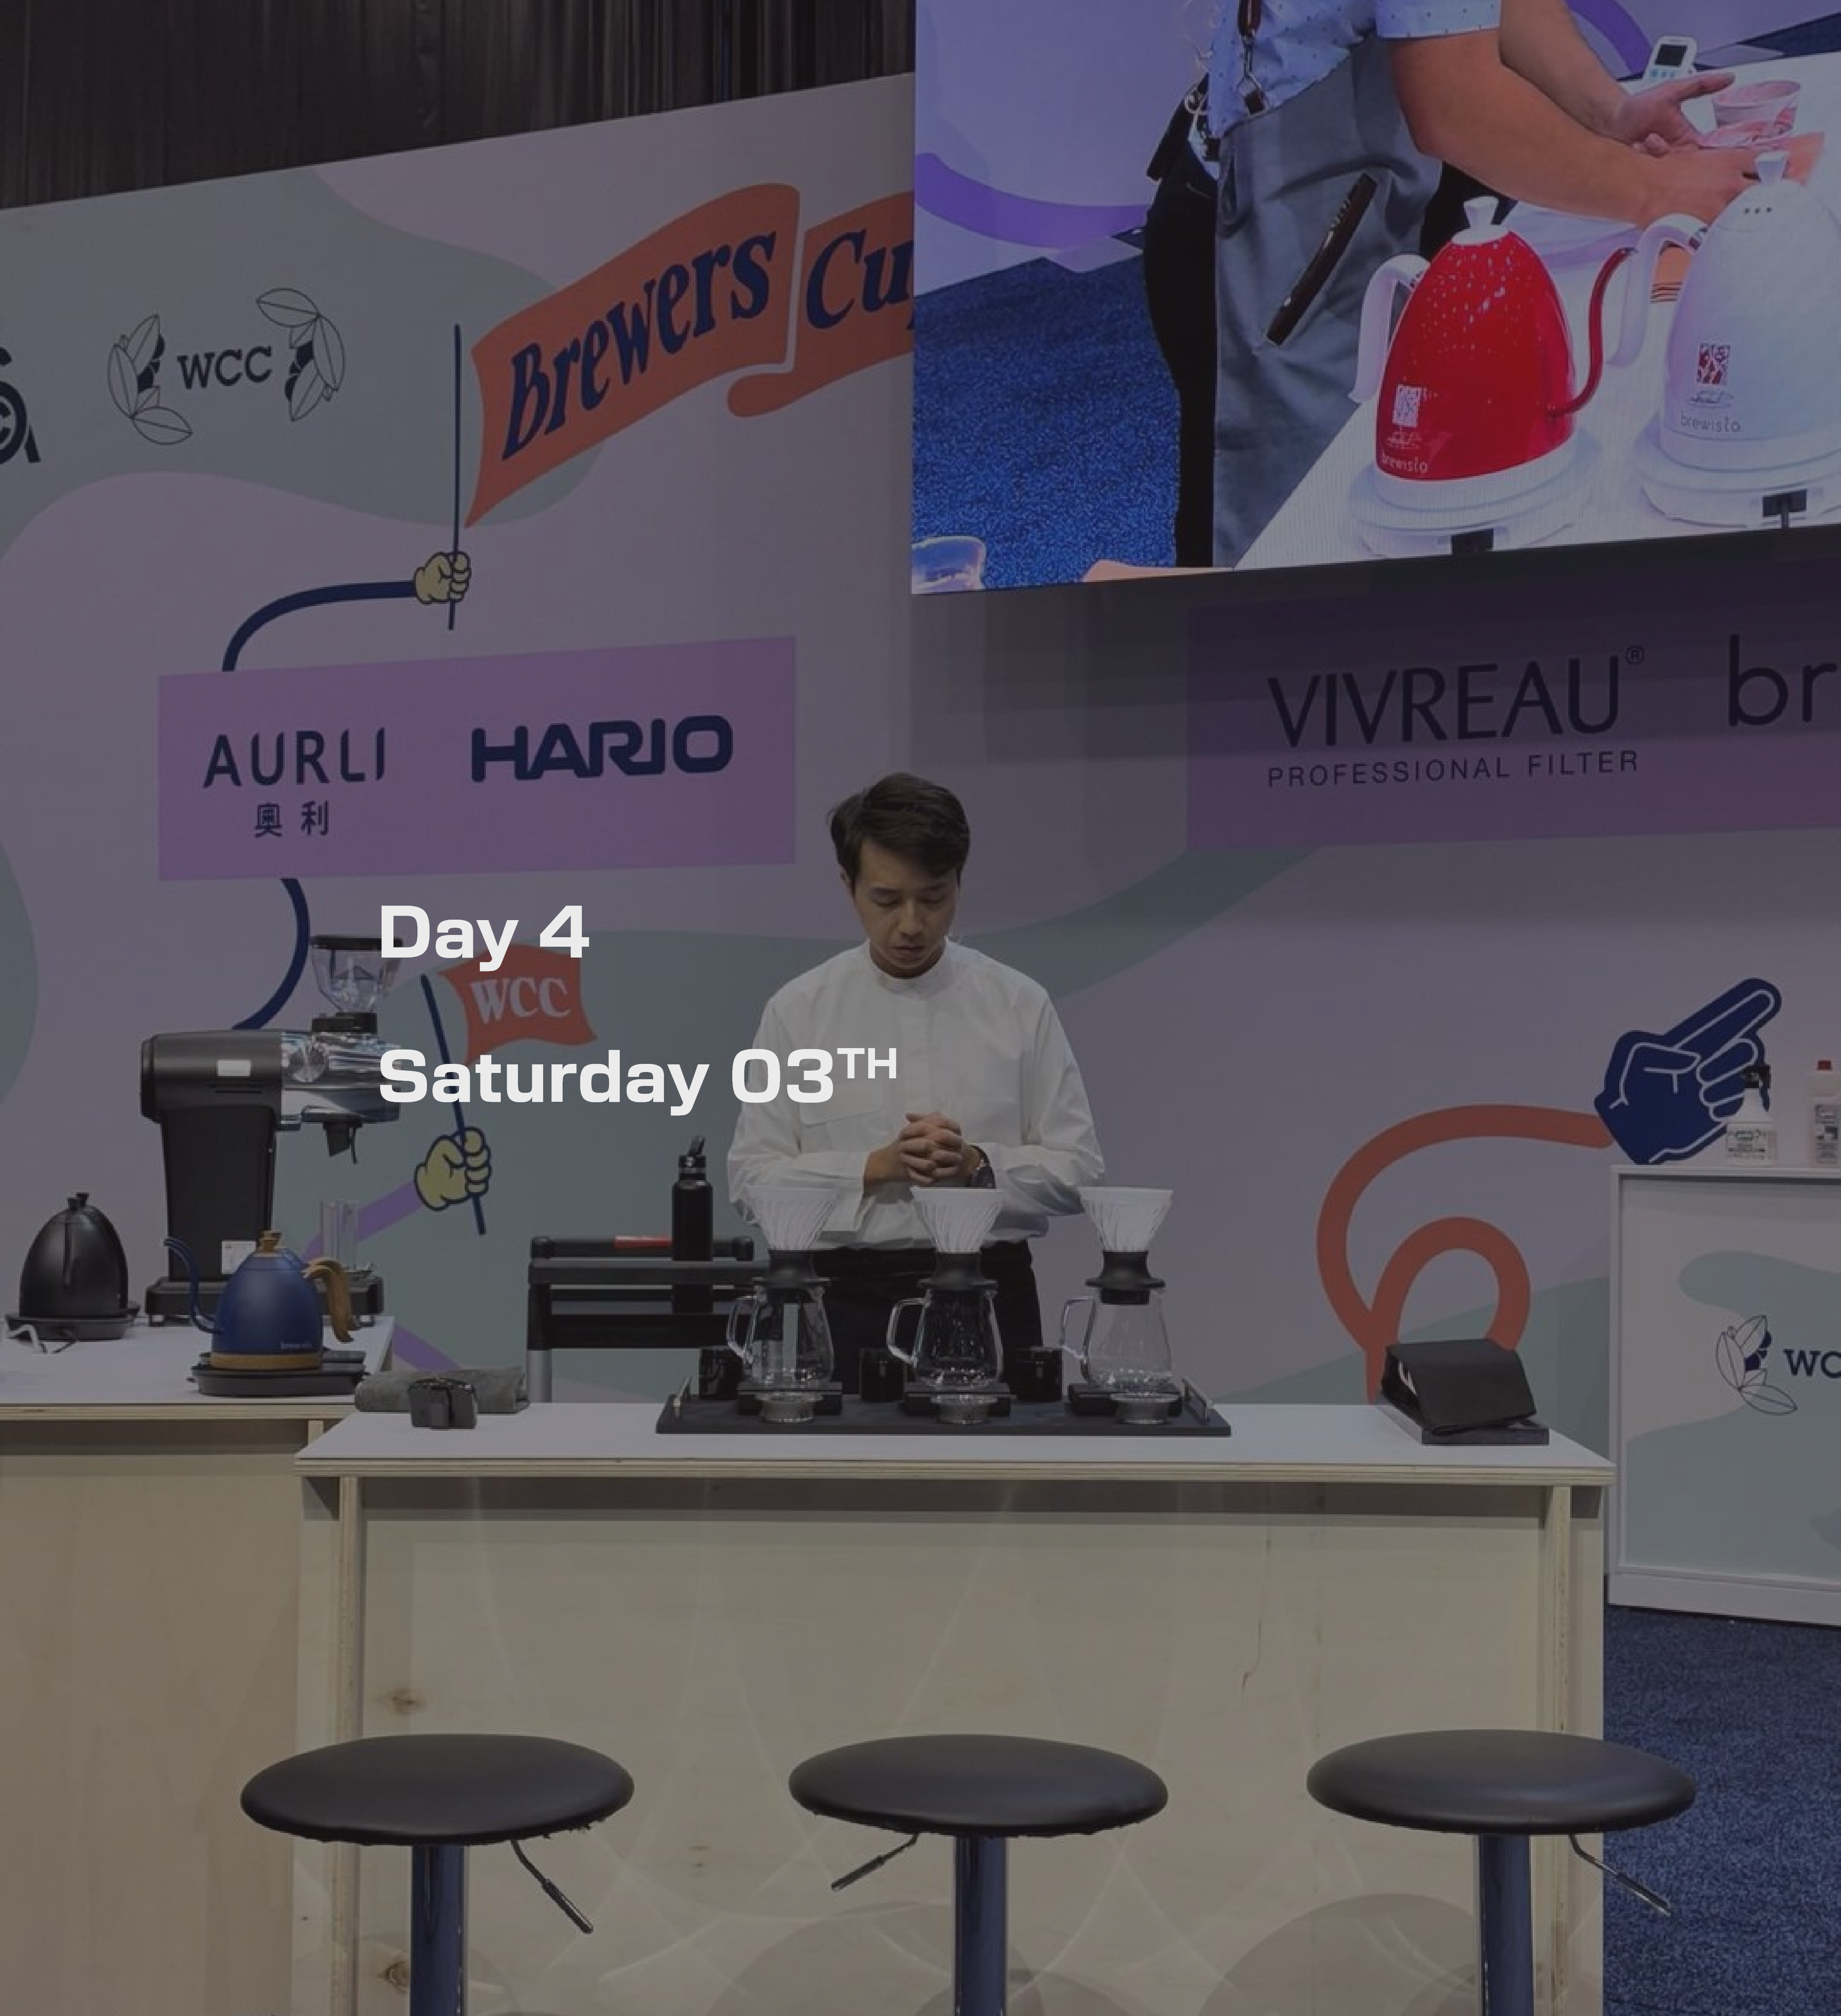 Brewers Cu
WCC
brewista
brewista
VIVREAU®
br
PROFESSIONAL FILTER
AURLI
HARIO
奥利
Day 4
WCC
Saturday 03TH
brewista
WC